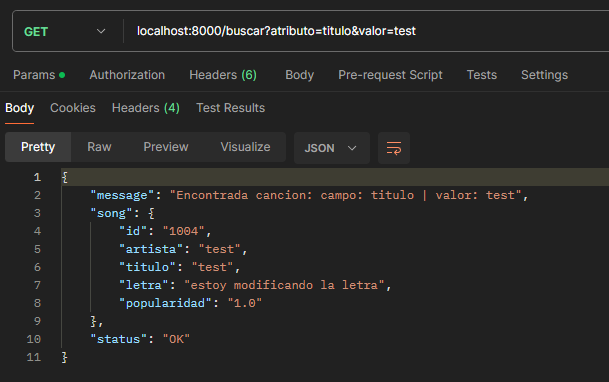 GET localhost:8000/buscar?atributo=titulo&valor=test
Params Authorization Headers (6) Body Pre-request Script Tests Settings
Body Cookies Headers (4) Test Results
Pretty Raw Preview Visualize JSON
1 {
2 "message": "Encontrada cancion: campo: titulo | valor: test",
3 "song": {
4 "id": "1004",
5 "artista": "test",
6 "titulo": "test",
7 "letra": "estoy modificando la letra",
8 "popularidad": "1.0"
9 },
10 "status": "OK"
11 }